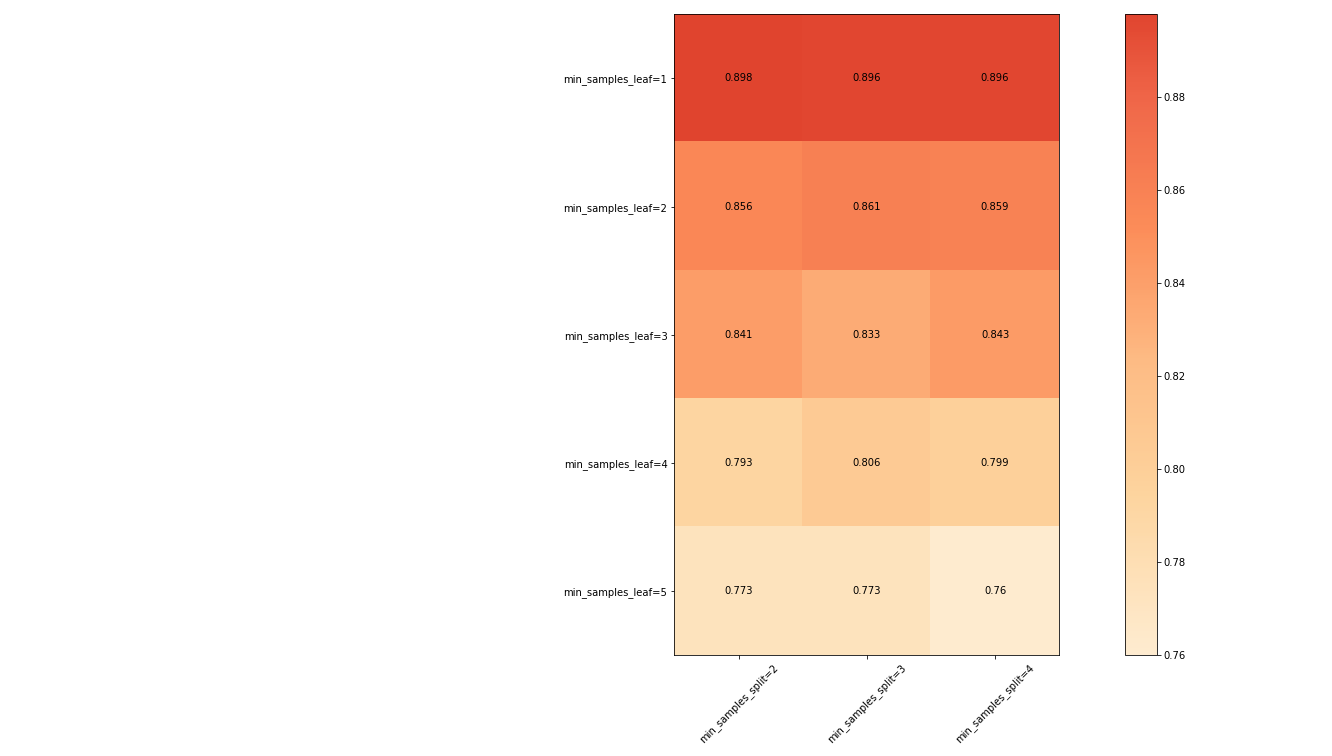 min_samples_leaf=1 0.898 0.896 0.896
min_samples_leaf=2 0.856 0.861 0.859
min_samples_leaf=3 0.841 0.833 0.843
min_samples_leaf=4 0.793 0.806 0.799
min_samples_leaf=5 0.773 0.773 0.76
min_samples_split=2
min_samples_split=3
min_samples_split=4
0.88
0.86
0.84
0.82
0.80
0.78
0.76